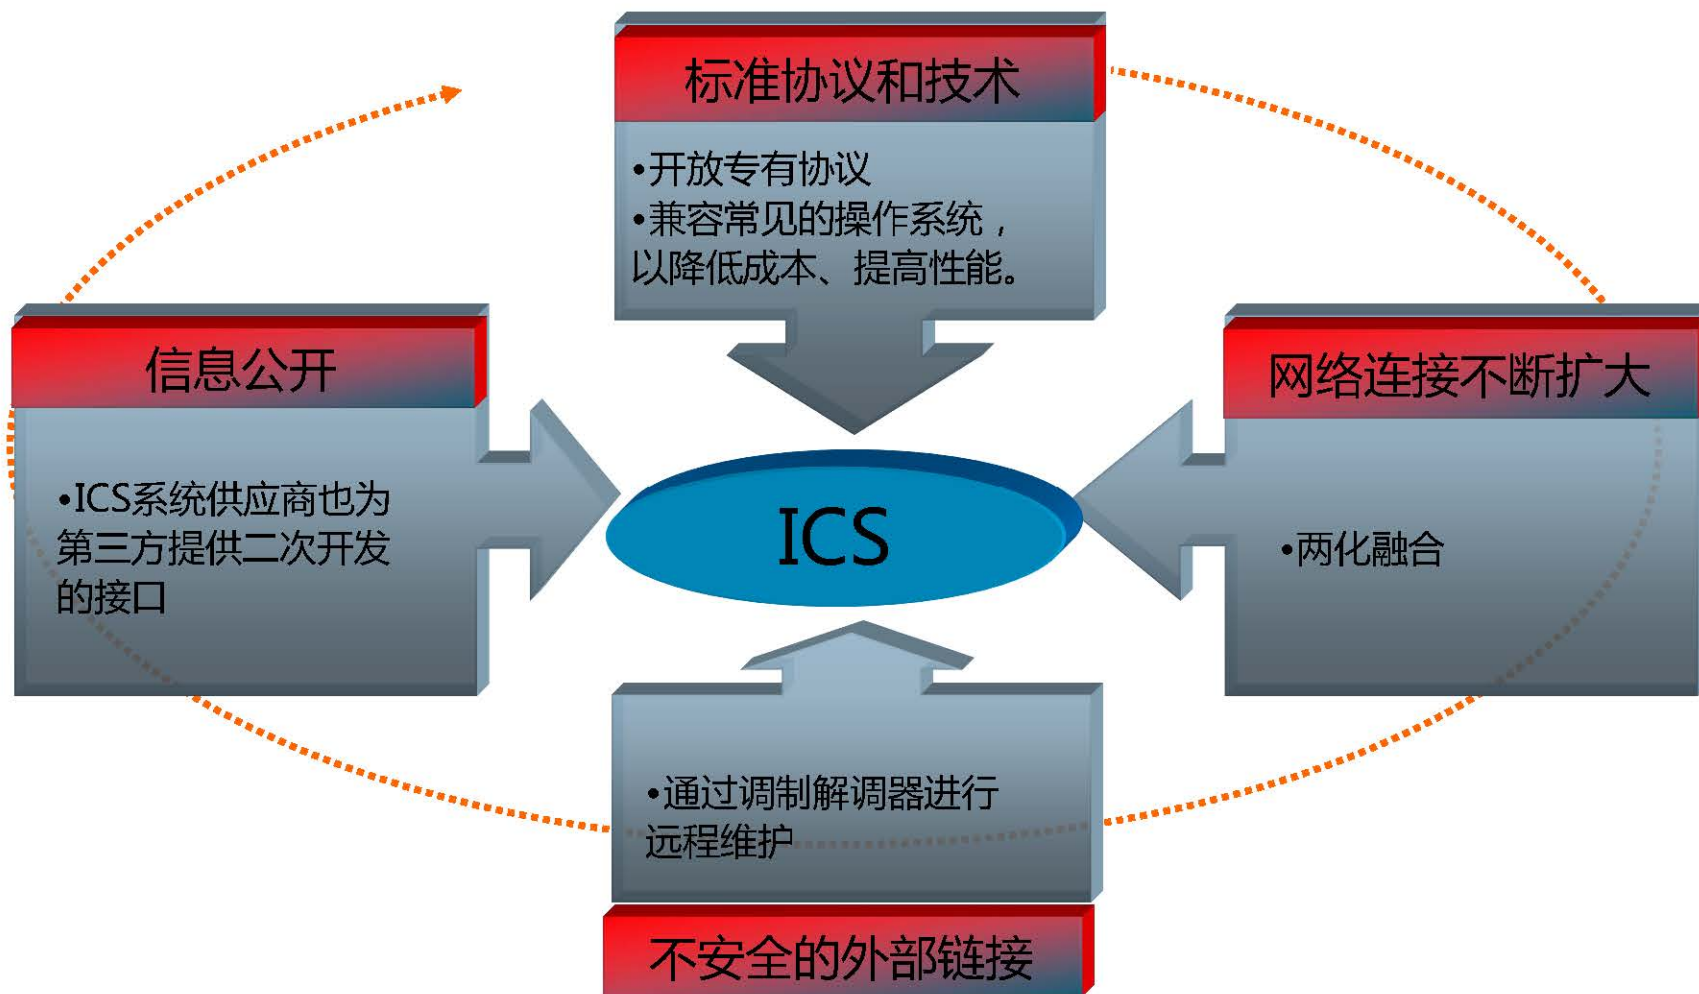 标准协议和技术
•开放专有协议
•兼容常见的操作系统，
以降低成本、提高性能。
信息公开
•ICS系统供应商也为
第三方提供二次开发
的接口
ICS
网络连接不断扩大
•两化融合
•通过调制解调器进行
远程维护
不安全的外部链接